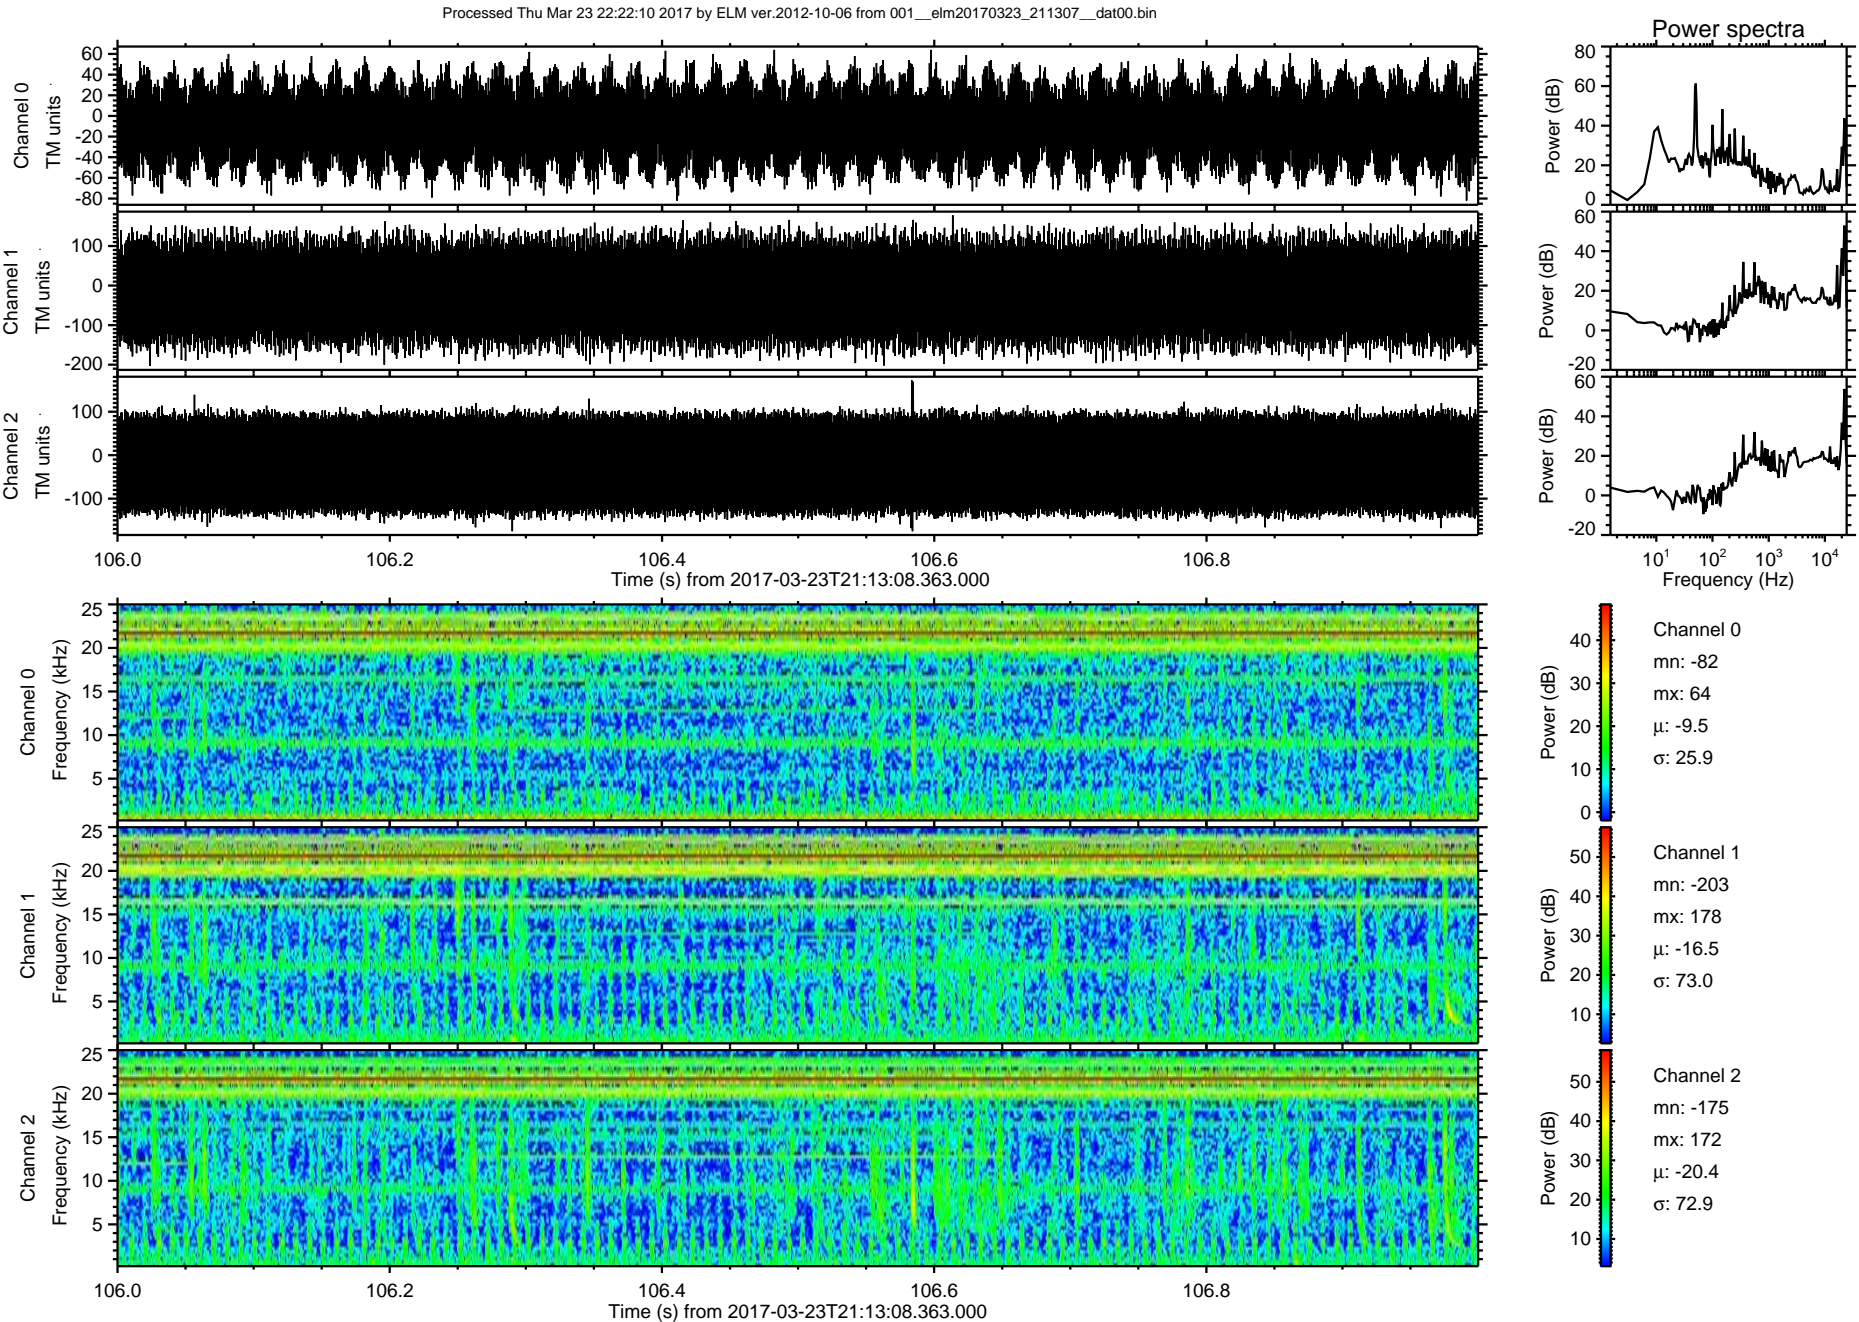 Processed Thu Mar 23 22:22:10 2017 by ELM ver.2012-10-06 from 001__elm20170323_211307__dat00.bin
Power spectra
Channel 0
TM units
60
40
20
0
-20
-40
-60
-80
Power (dB)
80
60
40
20
0
Channel 1
TM units
100
0
-100
-200
Power (dB)
60
40
20
0
-20
Channel 2
TM units
100
0
-100
Power (dB)
60
40
20
0
-20
106.0
106.2
106.4
106.6
106.8
Time (s) from 2017-03-23T21:13:08.363.000
10^1
10^2
10^3
10^4
Frequency (Hz)
Channel 0
Frequency (kHz)
25
20
15
10
5
Power (dB)
40
30
20
10
0
Channel 0
mn: -82
mx: 64
µ: -9.5
σ: 25.9
Channel 1
Frequency (kHz)
25
20
15
10
5
Power (dB)
50
40
30
20
10
Channel 1
mn: -203
mx: 178
µ: -16.5
σ: 73.0
Channel 2
Frequency (kHz)
25
20
15
10
5
Power (dB)
50
40
30
20
10
Channel 2
mn: -175
mx: 172
µ: -20.4
σ: 72.9
106.0
106.2
106.4
106.6
106.8
Time (s) from 2017-03-23T21:13:08.363.000